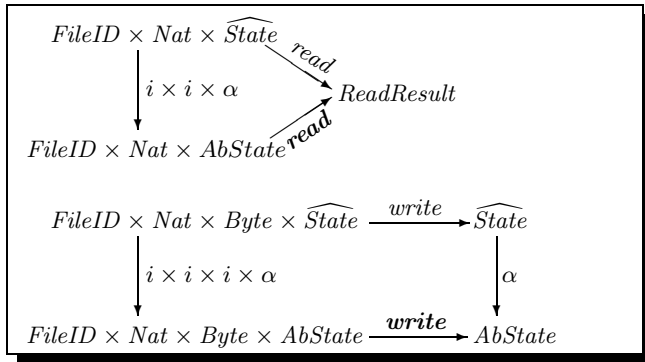 FileID × Nat × State
read
i × i × α
ReadResult
read
FileID × Nat × AbState
FileID × Nat × Byte × State write State
i × i × i × α α
FileID × Nat × Byte × AbState write AbState